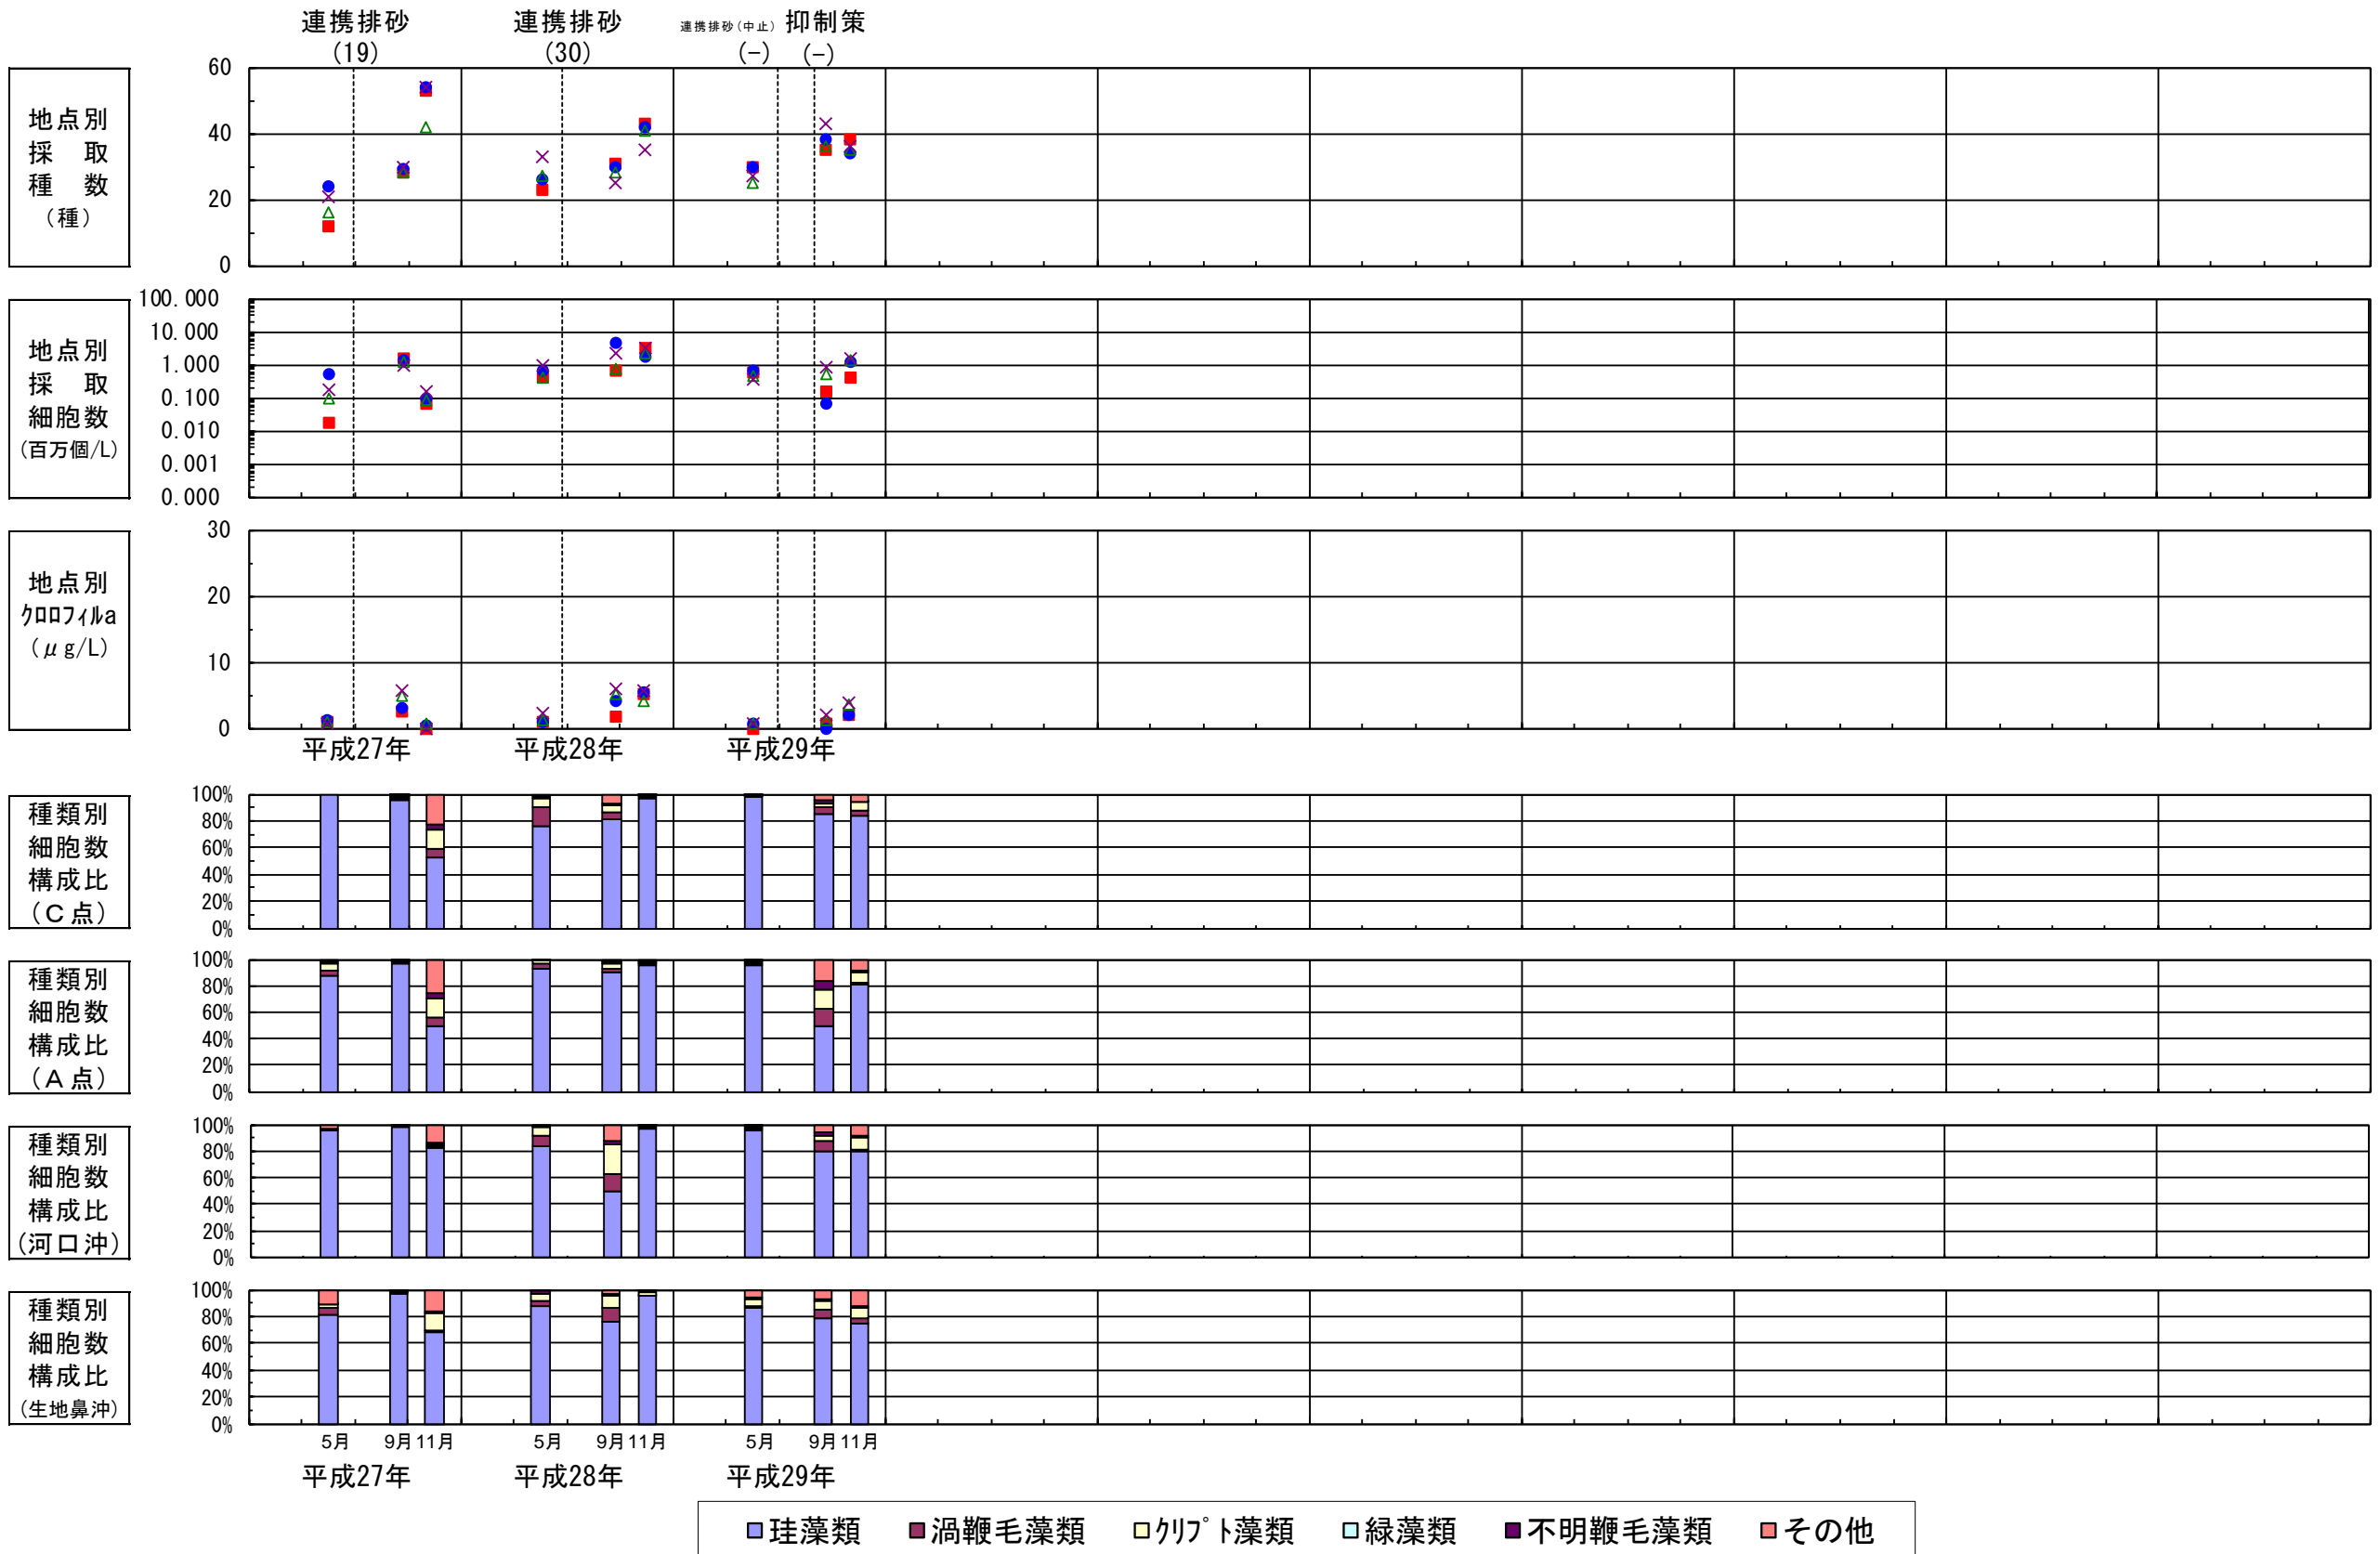 連携排砂 連携排砂 連携排砂(中止) 抑制策
(19) (30) (-) (-)
地点別
採　取
種　数
(種)
60
40
20
0
地点別
採　取
細胞数
(百万個/L)
100.000
10.000
1.000
0.100
0.010
0.001
0.000
地点別
クロロフィルa
(μg/L)
30
20
10
0
平成27年 平成28年 平成29年
種類別
細胞数
構成比
(C点)
100%
80%
60%
40%
20%
0%
種類別
細胞数
構成比
(A点)
100%
80%
60%
40%
20%
0%
種類別
細胞数
構成比
(河口沖)
100%
80%
60%
40%
20%
0%
種類別
細胞数
構成比
(生地鼻沖)
100%
80%
60%
40%
20%
0%
5月 9月 11月 5月 9月 11月 5月 9月 11月
平成27年 平成28年 平成29年
珪藻類 渦鞭毛藻類 クリプト藻類 緑藻類 不明鞭毛藻類 その他